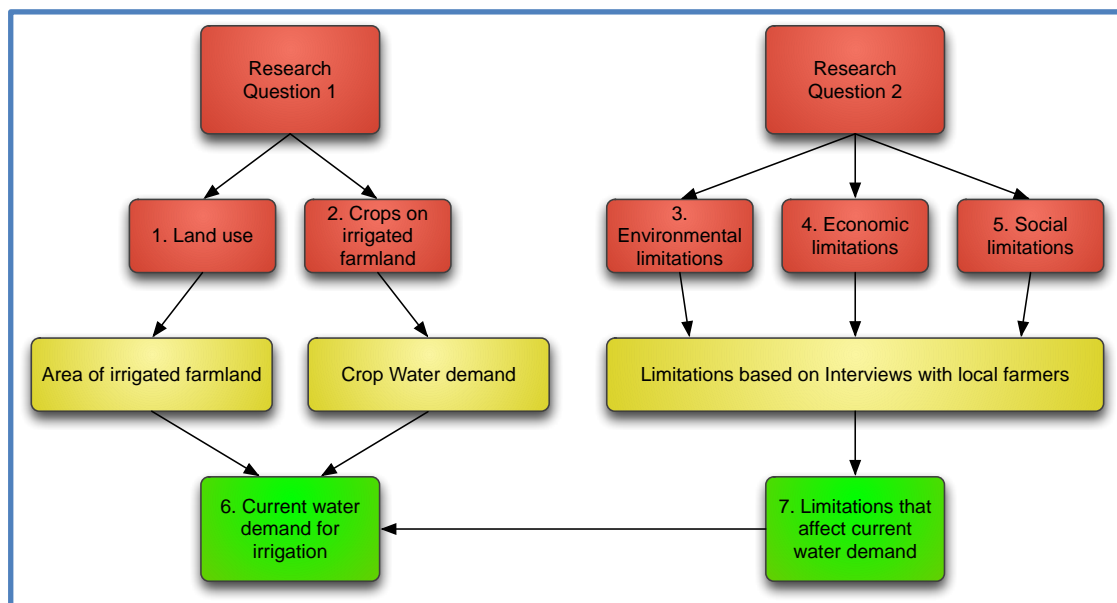 Research
Question 1
Research
Question 2
1. Land use
2. Crops on
irrigated
farmland
3.
Environmental
limitations
4. Economic
limitations
5. Social
limitations
Area of irrigated farmland
Crop Water demand
Limitations based on Interviews with local farmers
6. Current water
demand for
irrigation
7. Limitations that
affect current
water demand